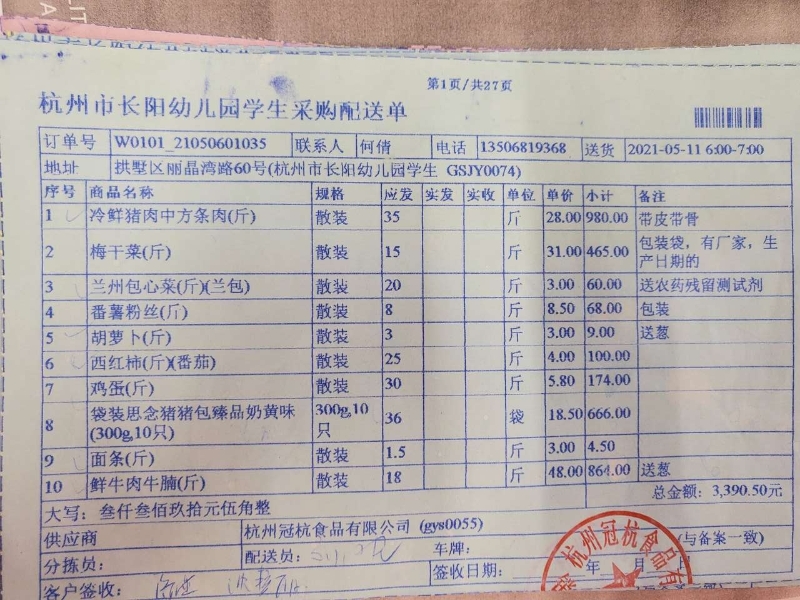 第1页/共27页
杭州市长阳幼儿园学生采购配送单
订单号 W0101_21050601035 联系人 何倩 电话 13506819368 送货 2021-05-11 6:00-7:00
地址 拱墅区丽晶湾路60号(杭州市长阳幼儿园学生 GSJY0074)
序号 商品名称 规格 应发 实发 实收 单位 单价 小计 备注
1 冷鲜猪肉中方条肉(斤) 散装 35 斤 28.00 980.00 带皮带骨
2 梅干菜(斤) 散装 15 斤 31.00 465.00 包装袋，有厂家，生
产日期的
3 兰州包心菜(斤)(兰包) 散装 20 斤 3.00 60.00 送农药残留测试剂
4 番薯粉丝(斤) 散装 8 斤 8.50 68.00 包装
5 胡萝卜(斤) 散装 3 斤 3.00 9.00 送葱
6 西红柿(斤)(番茄) 散装 25 斤 4.00 100.00
7 鸡蛋(斤) 散装 30 斤 5.80 174.00
8 袋装思念猪猪包臻品奶黄味 300g,10 36 袋 18.50 666.00
(300g,10只) 只
9 面条(斤) 散装 1.5 斤 3.00 4.50
10 鲜牛肉牛腩(斤) 散装 18 斤 48.00 864.00 送葱
总金额：3,390.50元
大写：叁仟叁佰玖拾元伍角整
供应商 杭州冠杭食品有限公司 (gys0055) (与备案一致)
分拣员： 配送员： 车牌：
客户签收： 签收日期： 年 月 日
杭州冠杭食品有